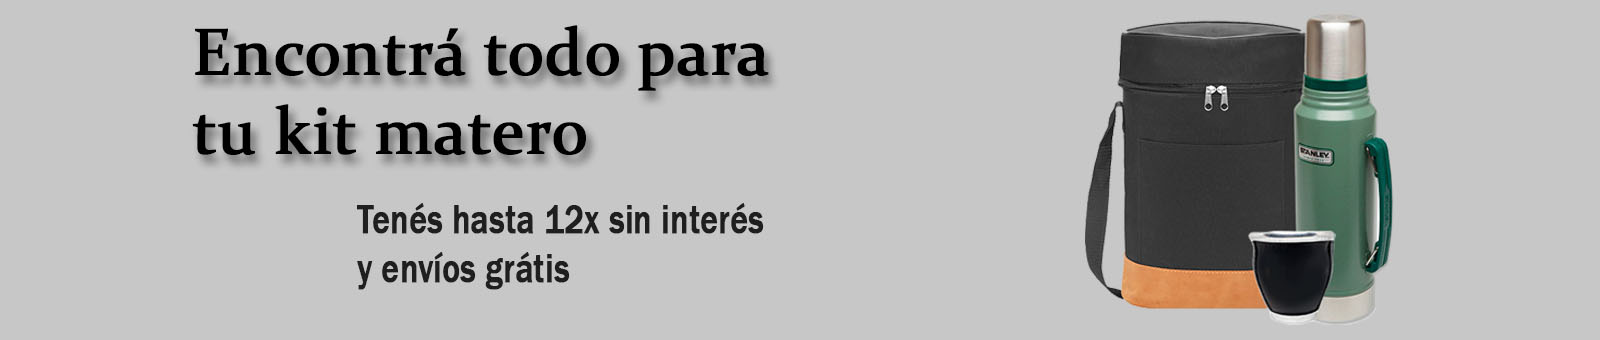 Encontrá todo para
tu kit matero
Tenés hasta 12x sin interés
y envíos grátis
STANLEY